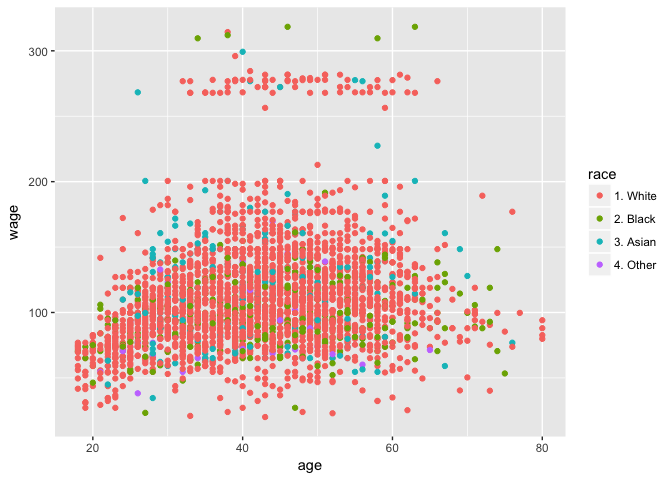 300
200
100
wage
20
40
60
80
age
race
1. White
2. Black
3. Asian
4. Other